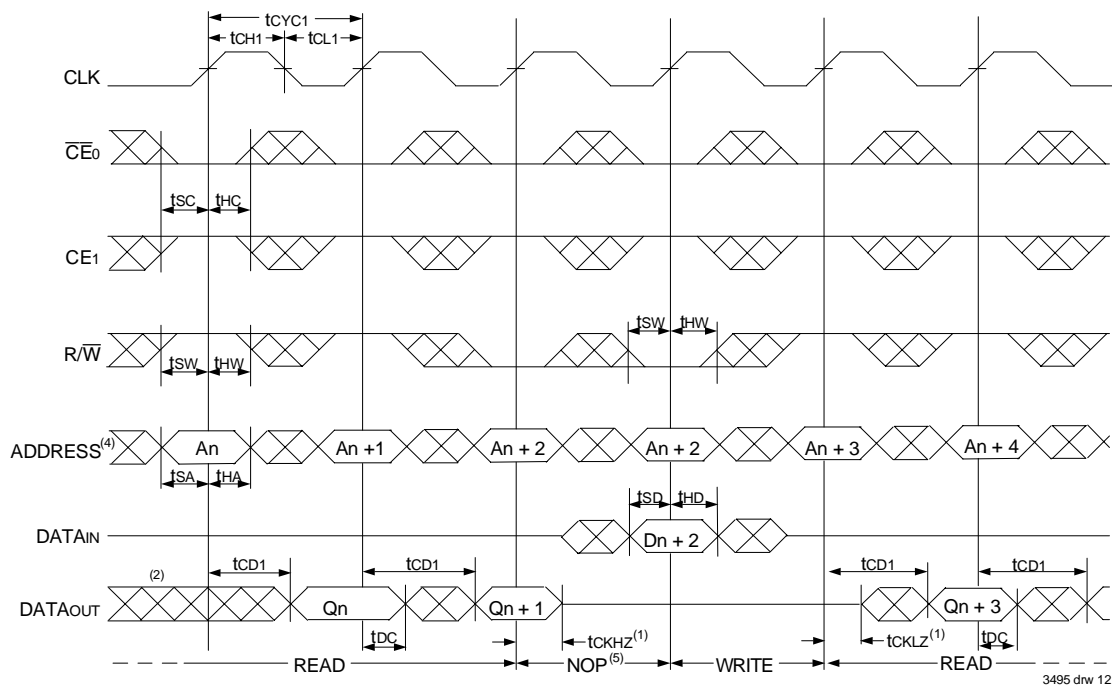 tCYC1
tCH1 tCL1
CLK
CE0
tSC tHC
CE1
tSW tHW
R/W
tSW tHW
ADDRESS(4) An An +1 An + 2 An + 2 An + 3 An + 4
tSA tHA
tSD tHD
DATAIN Dn + 2
(2) tCD1 tCD1 tCD1 tCD1
DATAOUT Qn Qn + 1 Qn + 3
tDC tCKHZ(1) tCKLZ(1) tDC
READ NOP(5) WRITE READ
3495 drw 12